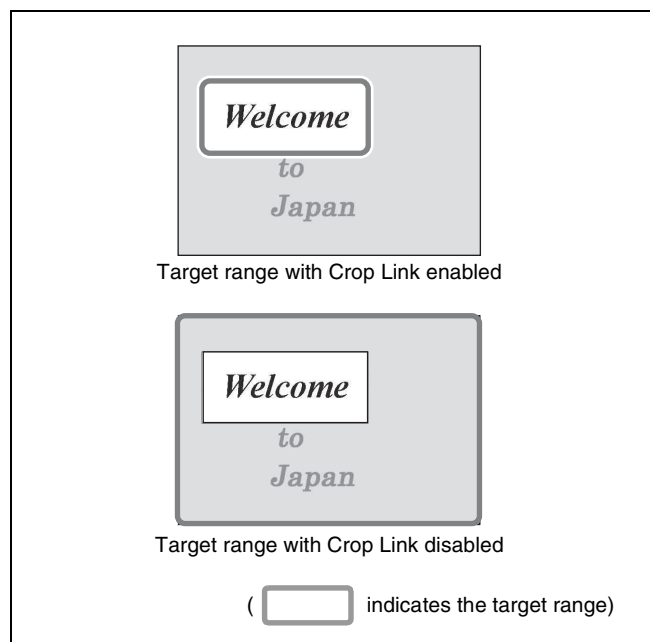 Welcome
to
Japan
Target range with Crop Link enabled
Welcome
to
Japan
Target range with Crop Link disabled
( indicates the target range)